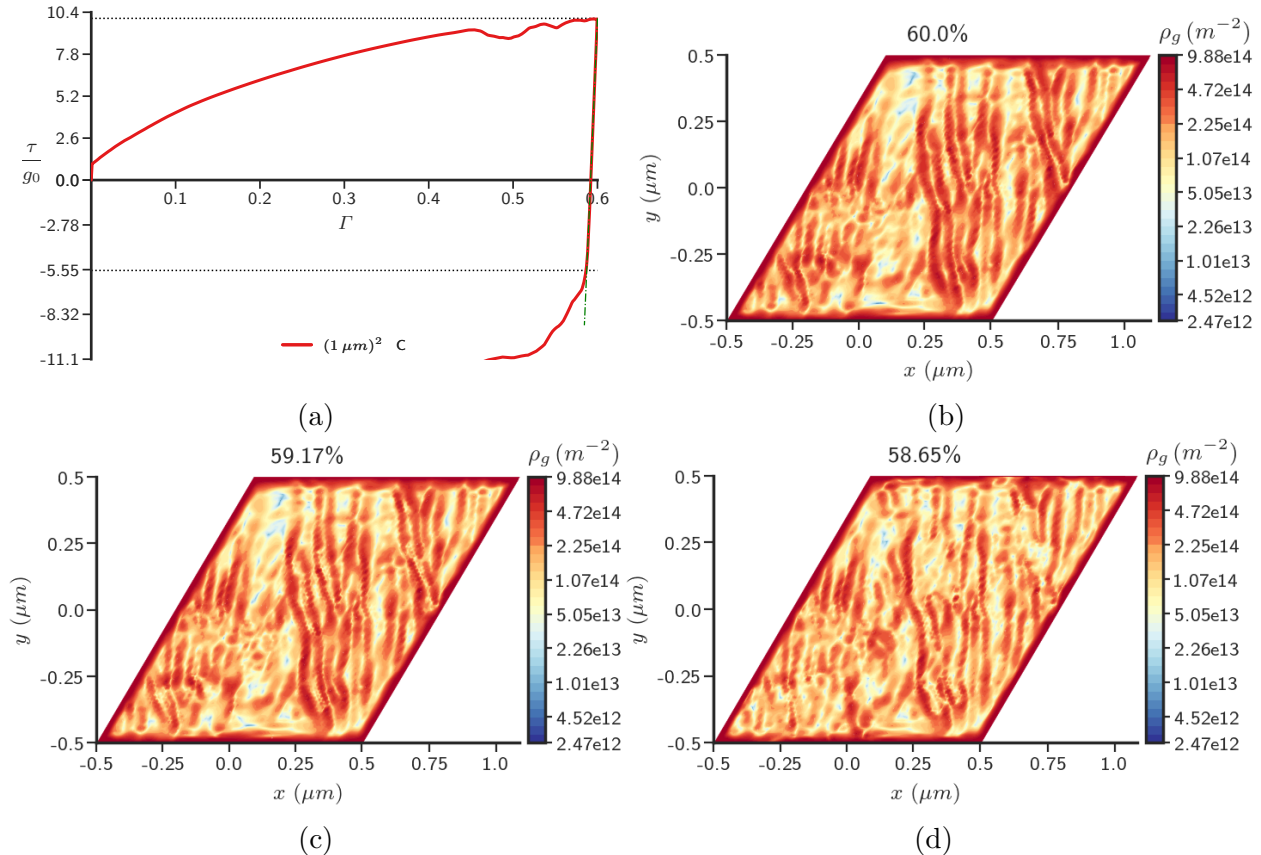 10.4
7.8
5.2
2.6
τ/g₀
0.0
-2.78
-5.55
-8.32
-11.1
0.1 0.2 0.3 0.4 0.5 0.6
Γ
(1 μm)² C
(a)
60.0%
ρg (m⁻²)
0.5
0.25
0.0
-0.25
-0.5
y (μm)
-0.5 -0.25 0.0 0.25 0.5 0.75 1.0
x (μm)
9.88e14
4.72e14
2.25e14
1.07e14
5.05e13
2.26e13
1.01e13
4.52e12
2.47e12
(b)
59.17%
ρg (m⁻²)
0.5
0.25
0.0
-0.25
-0.5
y (μm)
-0.5 -0.25 0.0 0.25 0.5 0.75 1.0
x (μm)
9.88e14
4.72e14
2.25e14
1.07e14
5.05e13
2.26e13
1.01e13
4.52e12
2.47e12
(c)
58.65%
ρg (m⁻²)
0.5
0.25
0.0
-0.25
-0.5
y (μm)
-0.5 -0.25 0.0 0.25 0.5 0.75 1.0
x (μm)
9.88e14
4.72e14
2.25e14
1.07e14
5.05e13
2.26e13
1.01e13
4.52e12
2.47e12
(d)